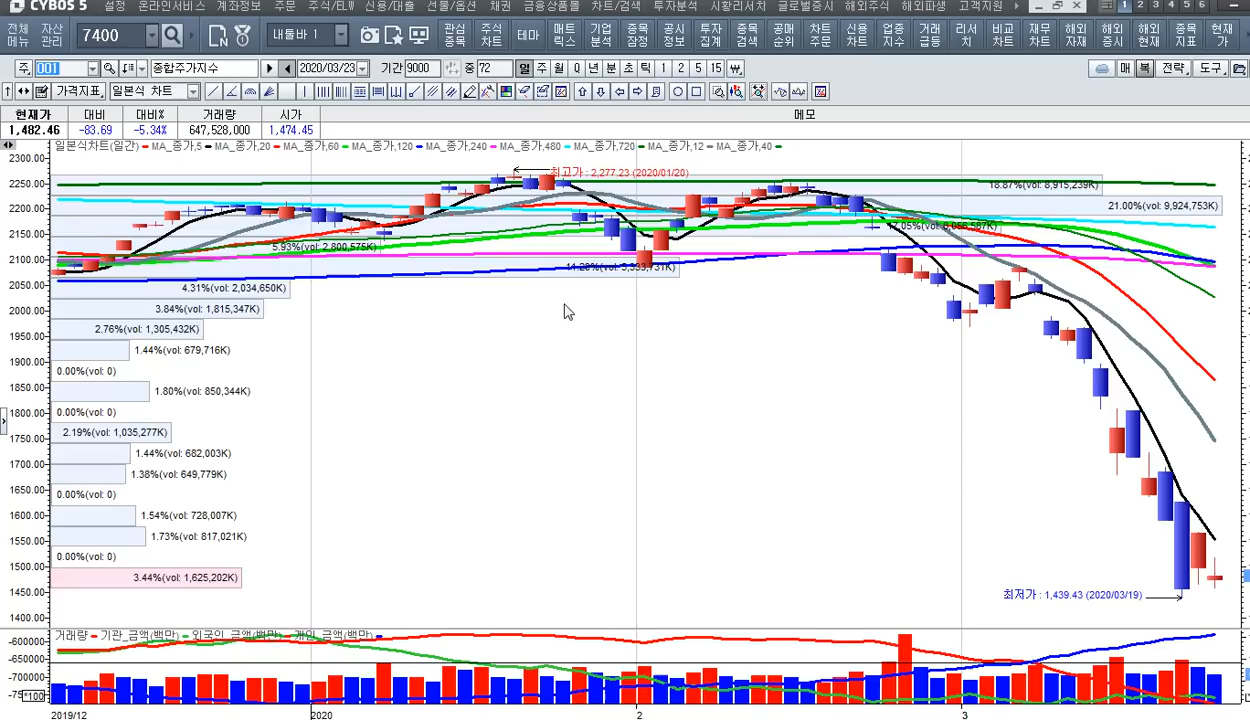 CYBOS 5 설정 온라인서비스 계좌정보 주문 주식/ELW 신용/대출 선물/옵션 채권 금융상품몰 차트/검색 투자분석 시황리서치 글로벌증시 해외주식 해외파생 고객지원 1 2 3 4 5 6
전체메뉴 자산관리 7400 내툴바 1 관심종목 주식차트 테마 매트릭스 기업분석 종목잠정 공시정보 투자집계 종목검색 공매순위 차트주문 신용차트 업종지수 거래급등 리서치 비교차트 재무차트 해외자재 해외증시 해외현재 종목지표 현재가
주 001 종합주가지수 2020/03/23 기간 9000 중 72 일 주 월 Q 년 분 초 틱 1 2 5 15 ₩ 매 복 전략 도구
가격지표 일본식 차트
현재가 대비 대비% 거래량 시가 메모
1,482.46 -83.69 -5.34% 647,528,000 1,474.45
일본식차트(일간) MA_종가,5 MA_종가,20 MA_종가,60 MA_종가,120 MA_종가,240 MA_종가,480 MA_종가,720 MA_종가,12 MA_종가,40
2300.00
최고가 : 2,277.23 (2020/01/20)
2250.00
18.87%(vol: 8,915,239K)
21.00%(vol: 9,924,753K)
2200.00
2150.00
5.93%(vol: 2,800,575K)
2100.00
4.31%(vol: 2,034,650K)
2050.00
3.84%(vol: 1,815,347K)
2000.00
2.76%(vol: 1,305,432K)
1950.00
1.44%(vol: 679,716K)
1900.00
0.00%(vol: 0)
1850.00
1.80%(vol: 850,344K)
1800.00
0.00%(vol: 0)
1750.00
2.19%(vol: 1,035,277K)
1700.00
1.44%(vol: 682,003K)
1.38%(vol: 649,779K)
1650.00
0.00%(vol: 0)
1600.00
1.54%(vol: 728,007K)
1550.00
1.73%(vol: 817,021K)
0.00%(vol: 0)
1500.00
3.44%(vol: 1,625,202K)
1450.00
최저가 : 1,439.43 (2020/03/19)
1400.00
거래량 기관_금액(백만) 외국인_금액(백만) 개인_금액(백만)
-600000
-650000
-700000
*100
2019/12 2020 2 3